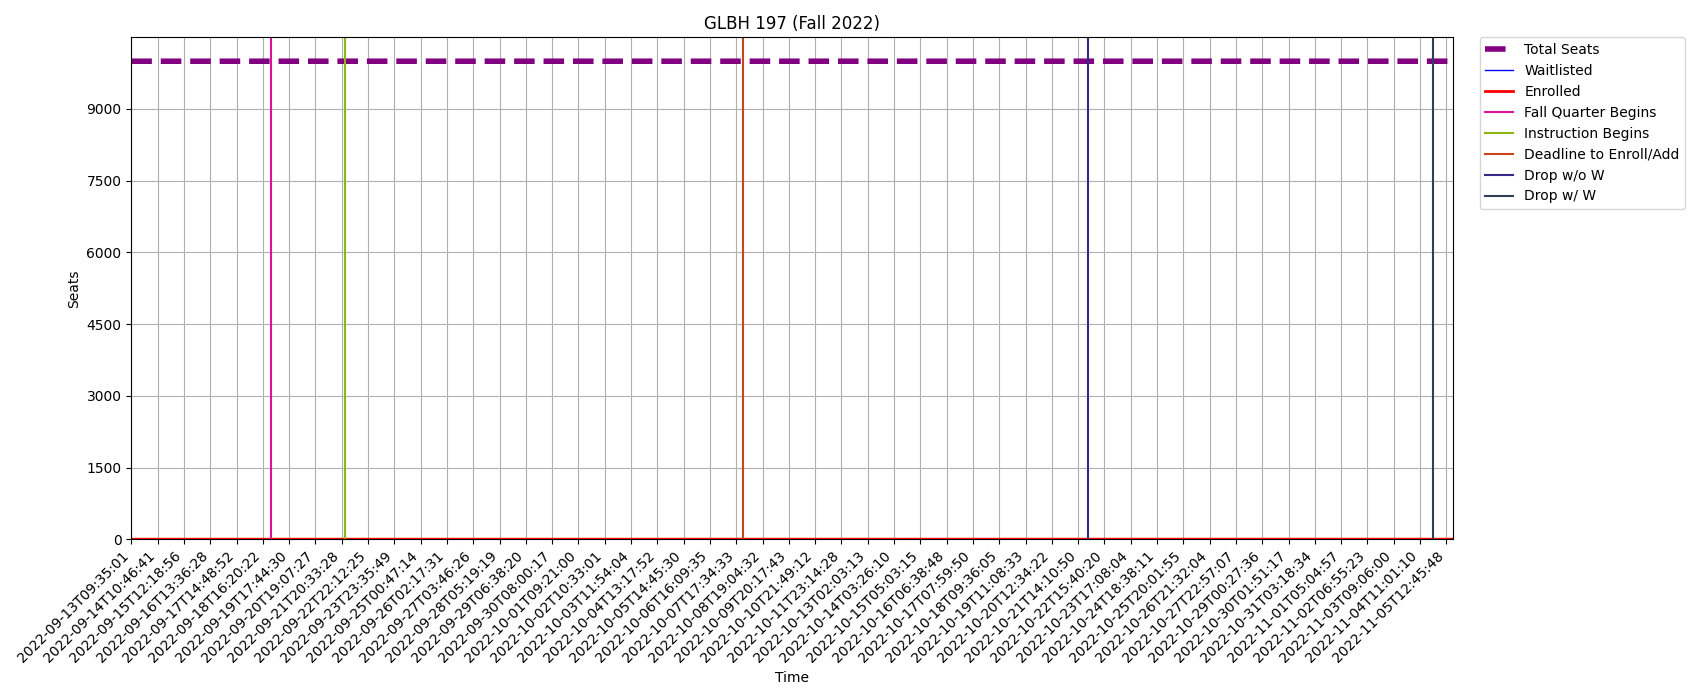 GLBH 197 (Fall 2022)
Total Seats
Waitlisted
Enrolled
Fall Quarter Begins
Instruction Begins
Deadline to Enroll/Add
Drop w/o W
Drop w/ W
Seats
9000
7500
6000
4500
3000
1500
0
2022-09-13T09:35:01
2022-09-14T10:46:41
2022-09-15T12:18:56
2022-09-16T13:36:28
2022-09-17T14:48:52
2022-09-18T16:20:22
2022-09-19T17:44:30
2022-09-20T19:07:27
2022-09-21T20:33:28
2022-09-22T22:12:25
2022-09-23T23:35:49
2022-09-25T00:47:14
2022-09-26T02:17:31
2022-09-27T03:46:26
2022-09-28T05:19:19
2022-09-29T06:38:20
2022-09-30T08:00:17
2022-10-01T09:21:00
2022-10-02T10:33:01
2022-10-03T11:54:04
2022-10-04T13:17:52
2022-10-05T14:45:30
2022-10-06T16:09:35
2022-10-07T17:34:33
2022-10-08T19:04:32
2022-10-09T20:17:43
2022-10-10T21:49:12
2022-10-11T23:14:28
2022-10-13T02:03:13
2022-10-14T03:26:10
2022-10-15T05:03:15
2022-10-16T06:38:48
2022-10-17T07:59:50
2022-10-18T09:36:05
2022-10-19T11:08:33
2022-10-20T12:34:22
2022-10-21T14:10:50
2022-10-22T15:40:20
2022-10-23T17:08:04
2022-10-24T18:38:11
2022-10-25T20:01:55
2022-10-26T21:32:04
2022-10-27T22:57:07
2022-10-29T00:27:36
2022-10-30T01:51:17
2022-10-31T03:18:34
2022-11-01T05:04:57
2022-11-02T06:55:23
2022-11-03T09:06:00
2022-11-04T11:01:10
2022-11-05T12:45:48
Time